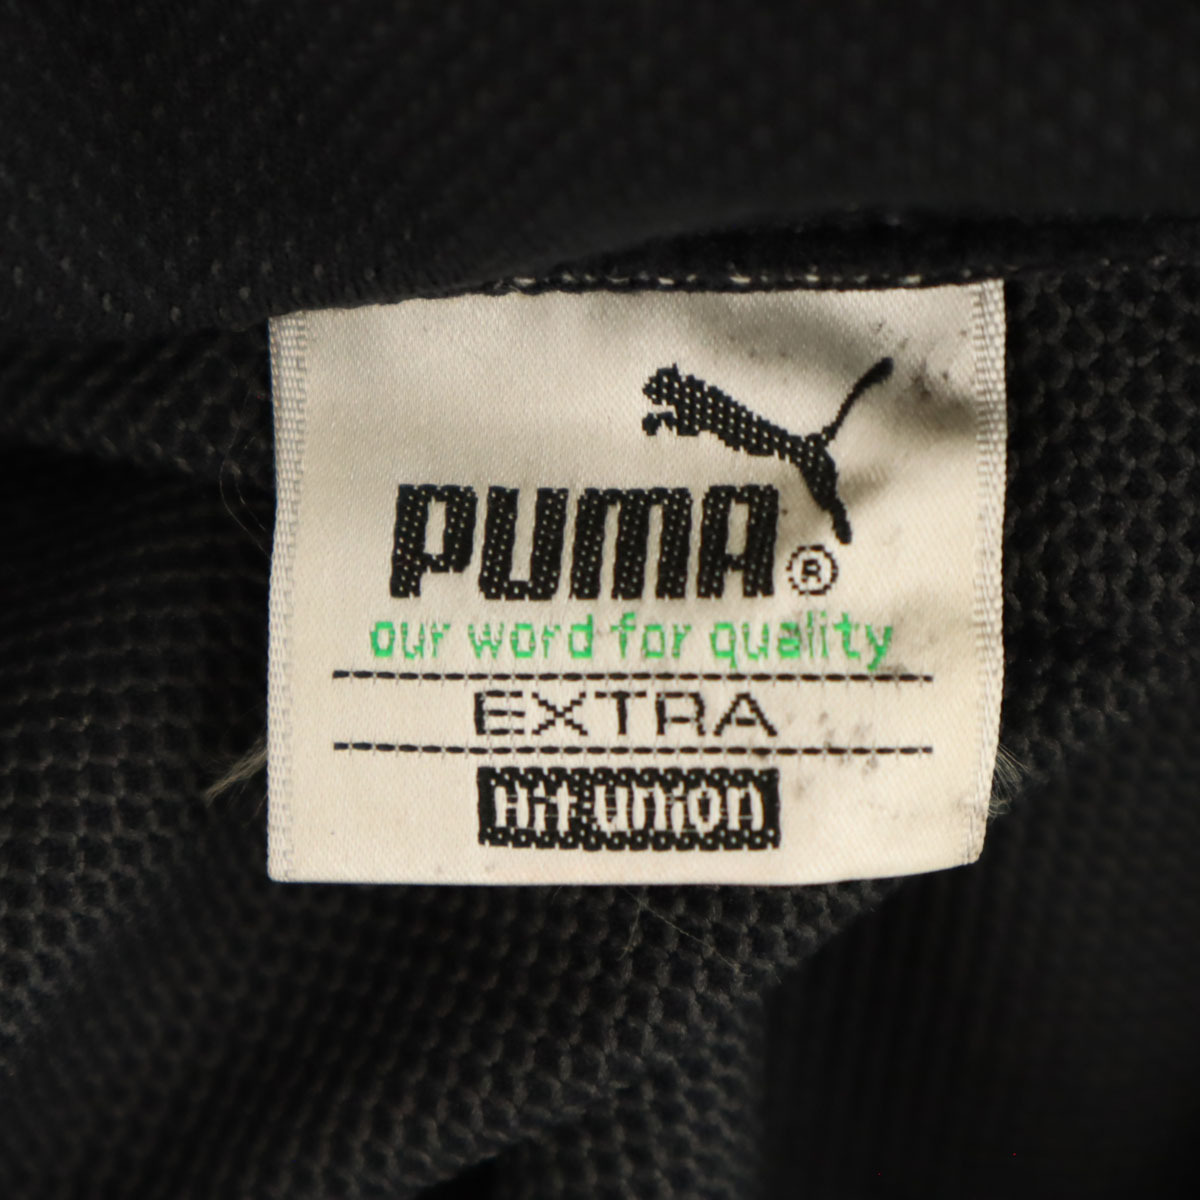 PUMA®
our word for quality
EXTRA
Hit union